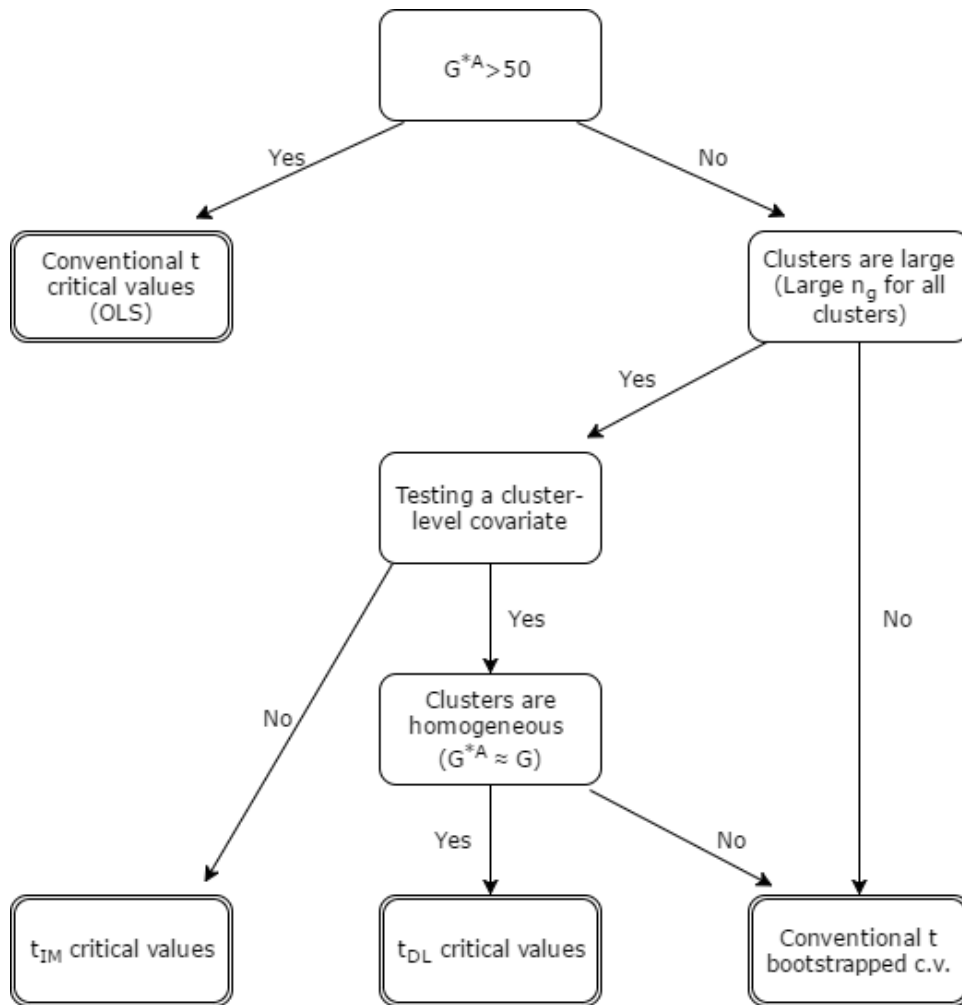 G*A>50
Yes
No
Conventional t
critical values
(OLS)
Clusters are large
(Large ng for all
clusters)
Yes
Testing a cluster-
level covariate
No
Yes
No
Clusters are
homogeneous
(G*A ≈ G)
Yes
No
tIM critical values
tDL critical values
Conventional t
bootstrapped c.v.